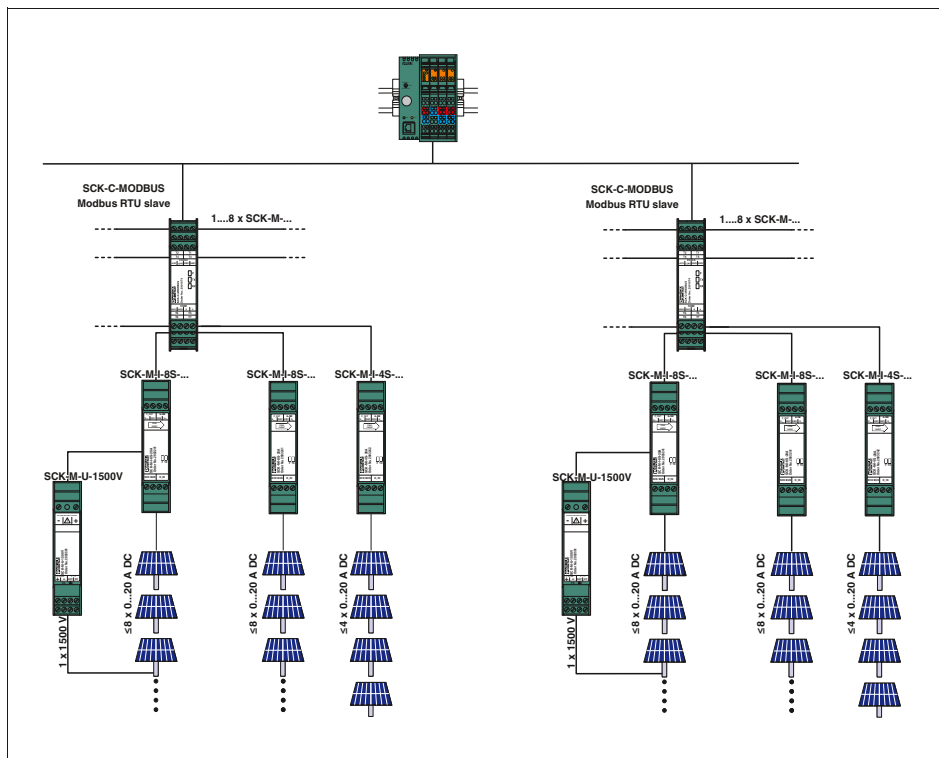 SCK-C-MODBUS
Modbus RTU slave
1....8 x SCK-M-...
SCK-M-I-8S-...
SCK-M-I-8S-...
SCK-M-I-4S-...
SCK-M-U-1500V
1 x 1500 V
≤8 x 0...20 A DC
≤8 x 0...20 A DC
≤4 x 0...20 A DC
SCK-C-MODBUS
Modbus RTU slave
1....8 x SCK-M-...
SCK-M-I-8S-...
SCK-M-I-8S-...
SCK-M-I-4S-...
SCK-M-U-1500V
1 x 1500 V
≤8 x 0...20 A DC
≤8 x 0...20 A DC
≤4 x 0...20 A DC